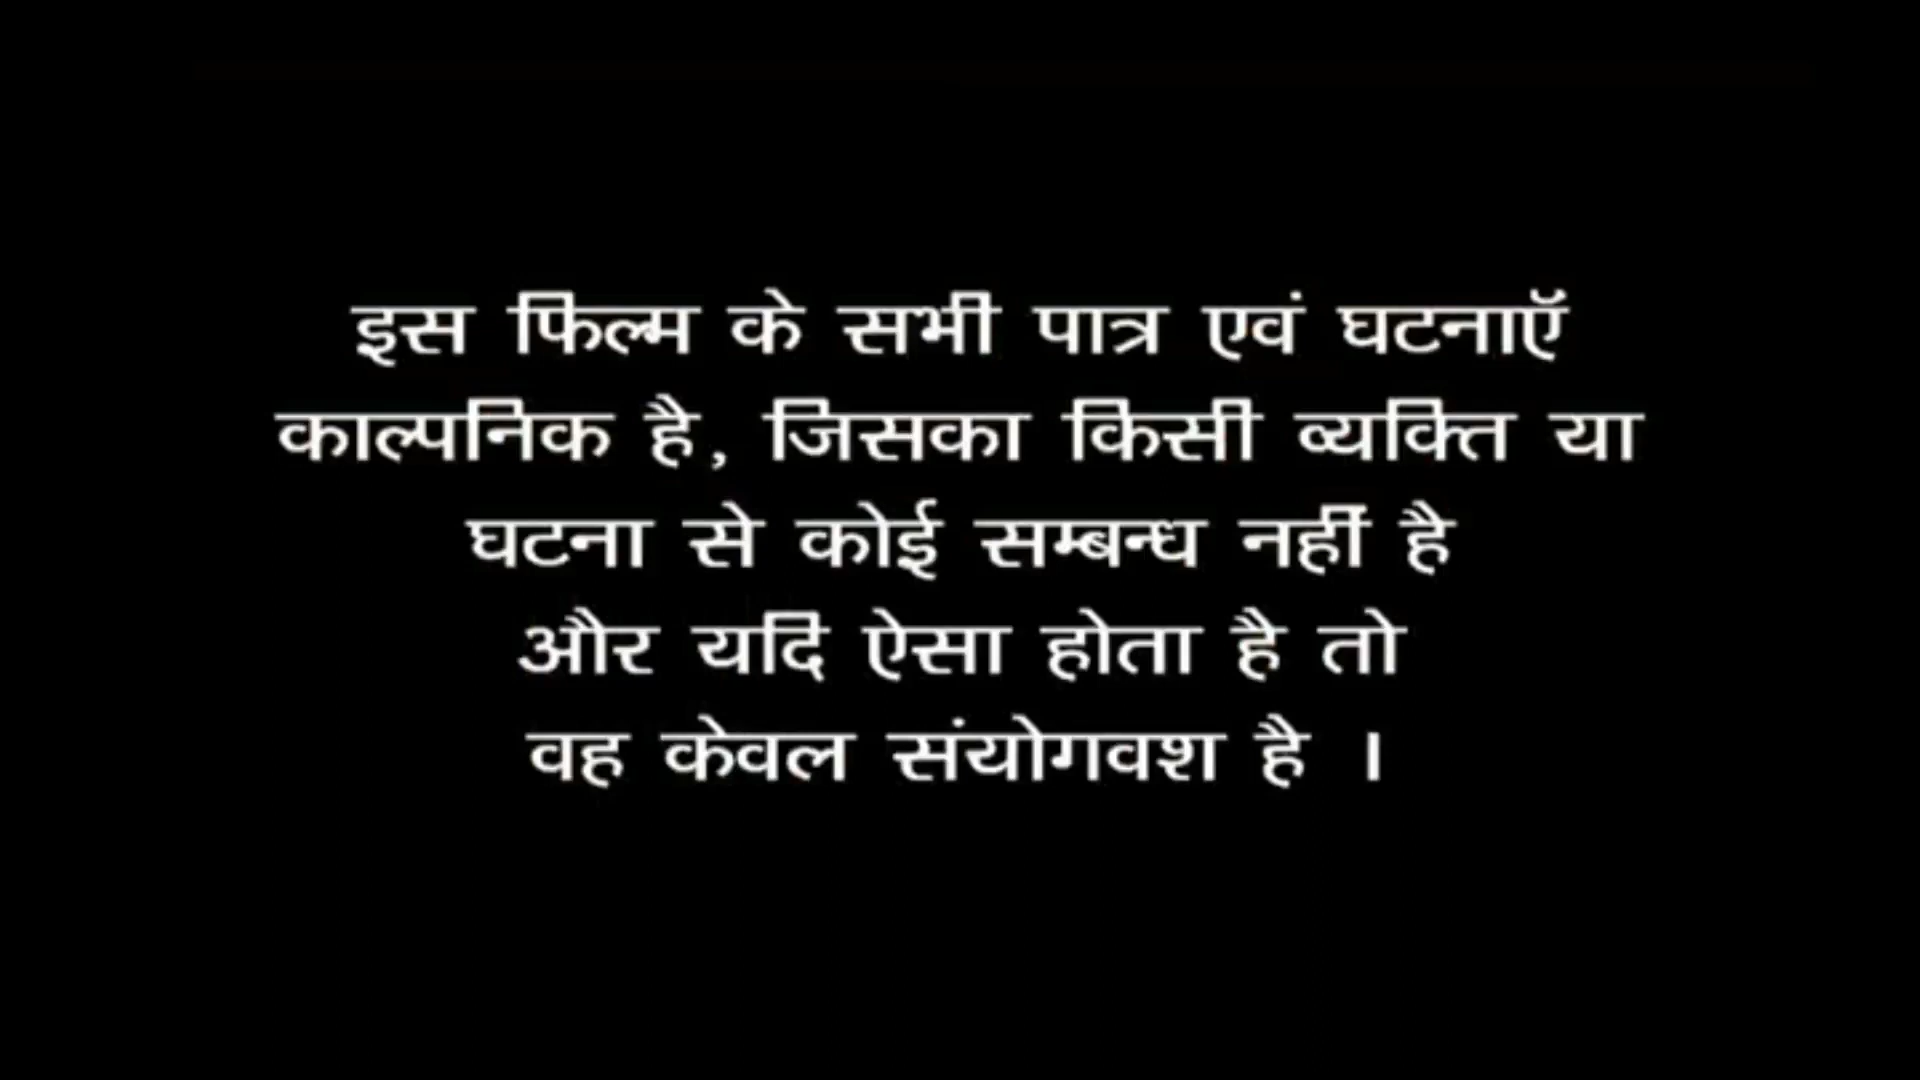 इस फिल्म के सभी पात्र एवं घटनाऍ
काल्पनिक है, जिसका किसी व्यक्ति या
घटना से कोई सम्बन्ध नहीं है
और यदि ऐसा होता है तो
वह केवल संयोगवश है ।